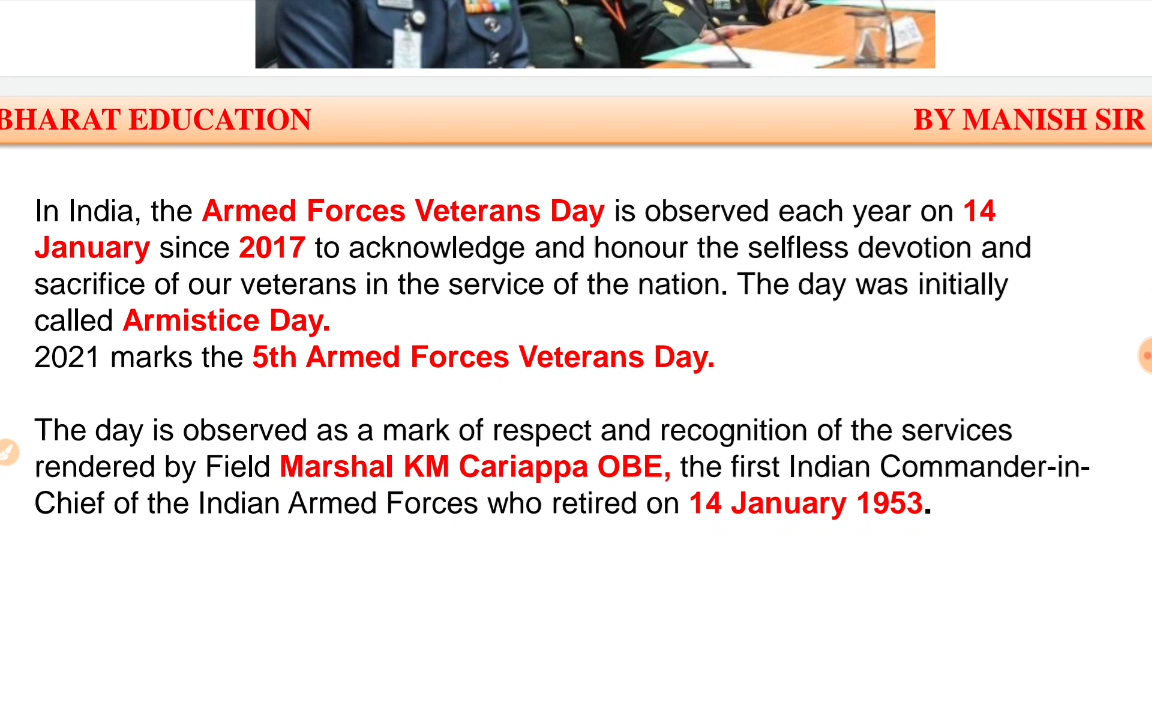 BHARAT EDUCATION
BY MANISH SIR
In India, the Armed Forces Veterans Day is observed each year on 14
January since 2017 to acknowledge and honour the selfless devotion and
sacrifice of our veterans in the service of the nation. The day was initially
called Armistice Day.
2021 marks the 5th Armed Forces Veterans Day.
The day is observed as a mark of respect and recognition of the services
rendered by Field Marshal KM Cariappa OBE, the first Indian Commander-in-
Chief of the Indian Armed Forces who retired on 14 January 1953.